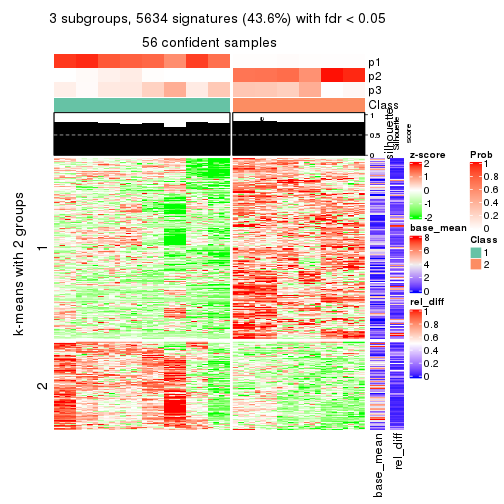 3 subgroups, 5634 signatures (43.6%) with fdr < 0.05
56 confident samples
p1
p2
p3
Class
1
0.5
0
silhouette
Silhouette
score
k-means with 2 groups
1
2
base_mean
rel_diff
z-score
2
1
0
-1
-2
base_mean
8
6
4
2
0
rel_diff
1
0.8
0.6
0.4
0.2
0
Prob
1
0.8
0.6
0.4
0.2
0
Class
1
2